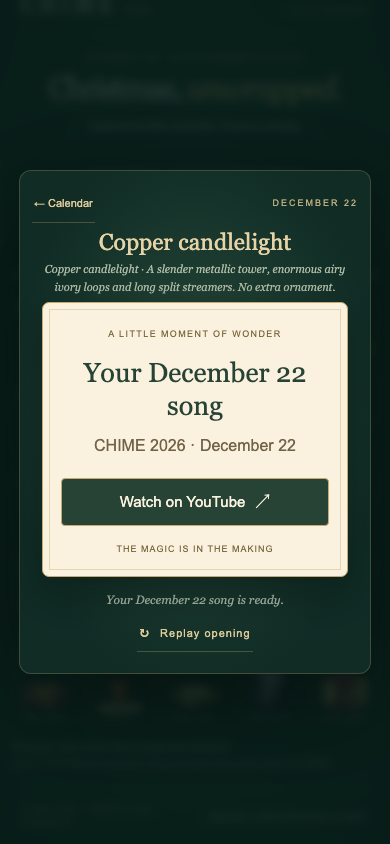 ← Calendar
DECEMBER 22
Copper candlelight
Copper candlelight · A slender metallic tower, enormous airy
ivory loops and long split streamers. No extra ornament.
A LITTLE MOMENT OF WONDER
Your December 22
song
CHIME 2026 · December 22
Watch on YouTube ↗
THE MAGIC IS IN THE MAKING
Your December 22 song is ready.
↻ Replay opening